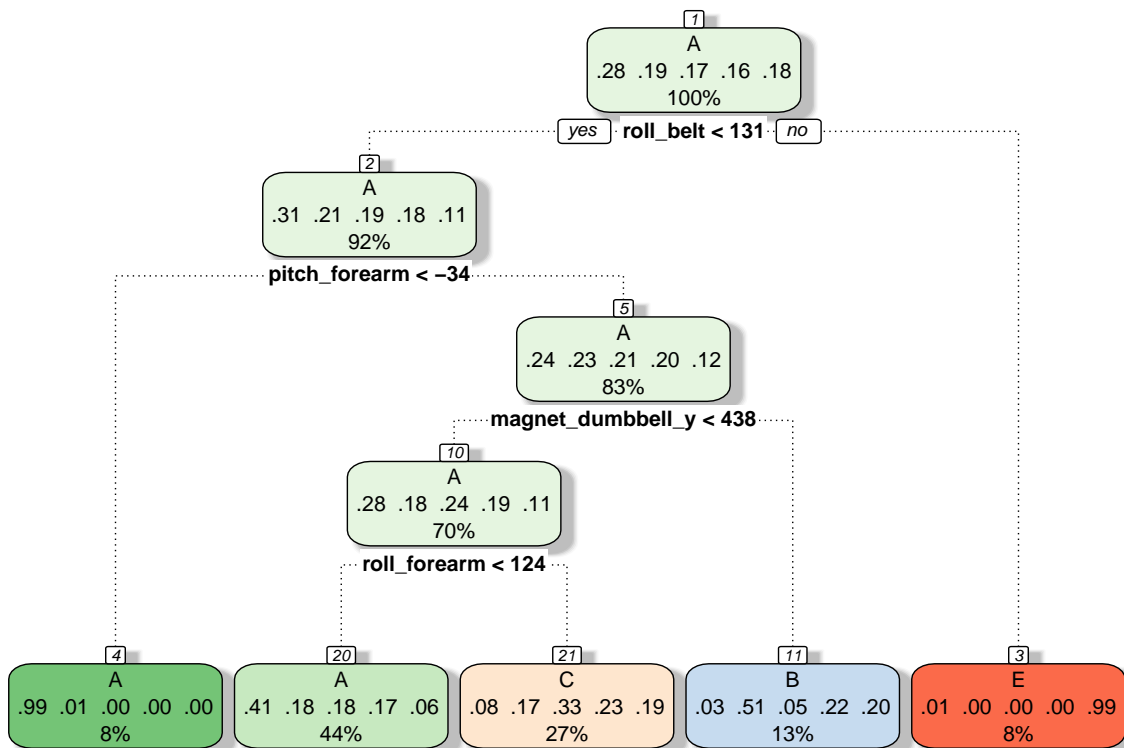 1
A
.28 .19 .17 .16 .18
100%
yes roll_belt < 131 no
2
A
.31 .21 .19 .18 .11
92%
pitch_forearm < −34
5
A
.24 .23 .21 .20 .12
83%
magnet_dumbbell_y < 438
10
A
.28 .18 .24 .19 .11
70%
roll_forearm < 124
4
A
.99 .01 .00 .00 .00
8%
20
A
.41 .18 .18 .17 .06
44%
21
C
.08 .17 .33 .23 .19
27%
11
B
.03 .51 .05 .22 .20
13%
3
E
.01 .00 .00 .00 .99
8%